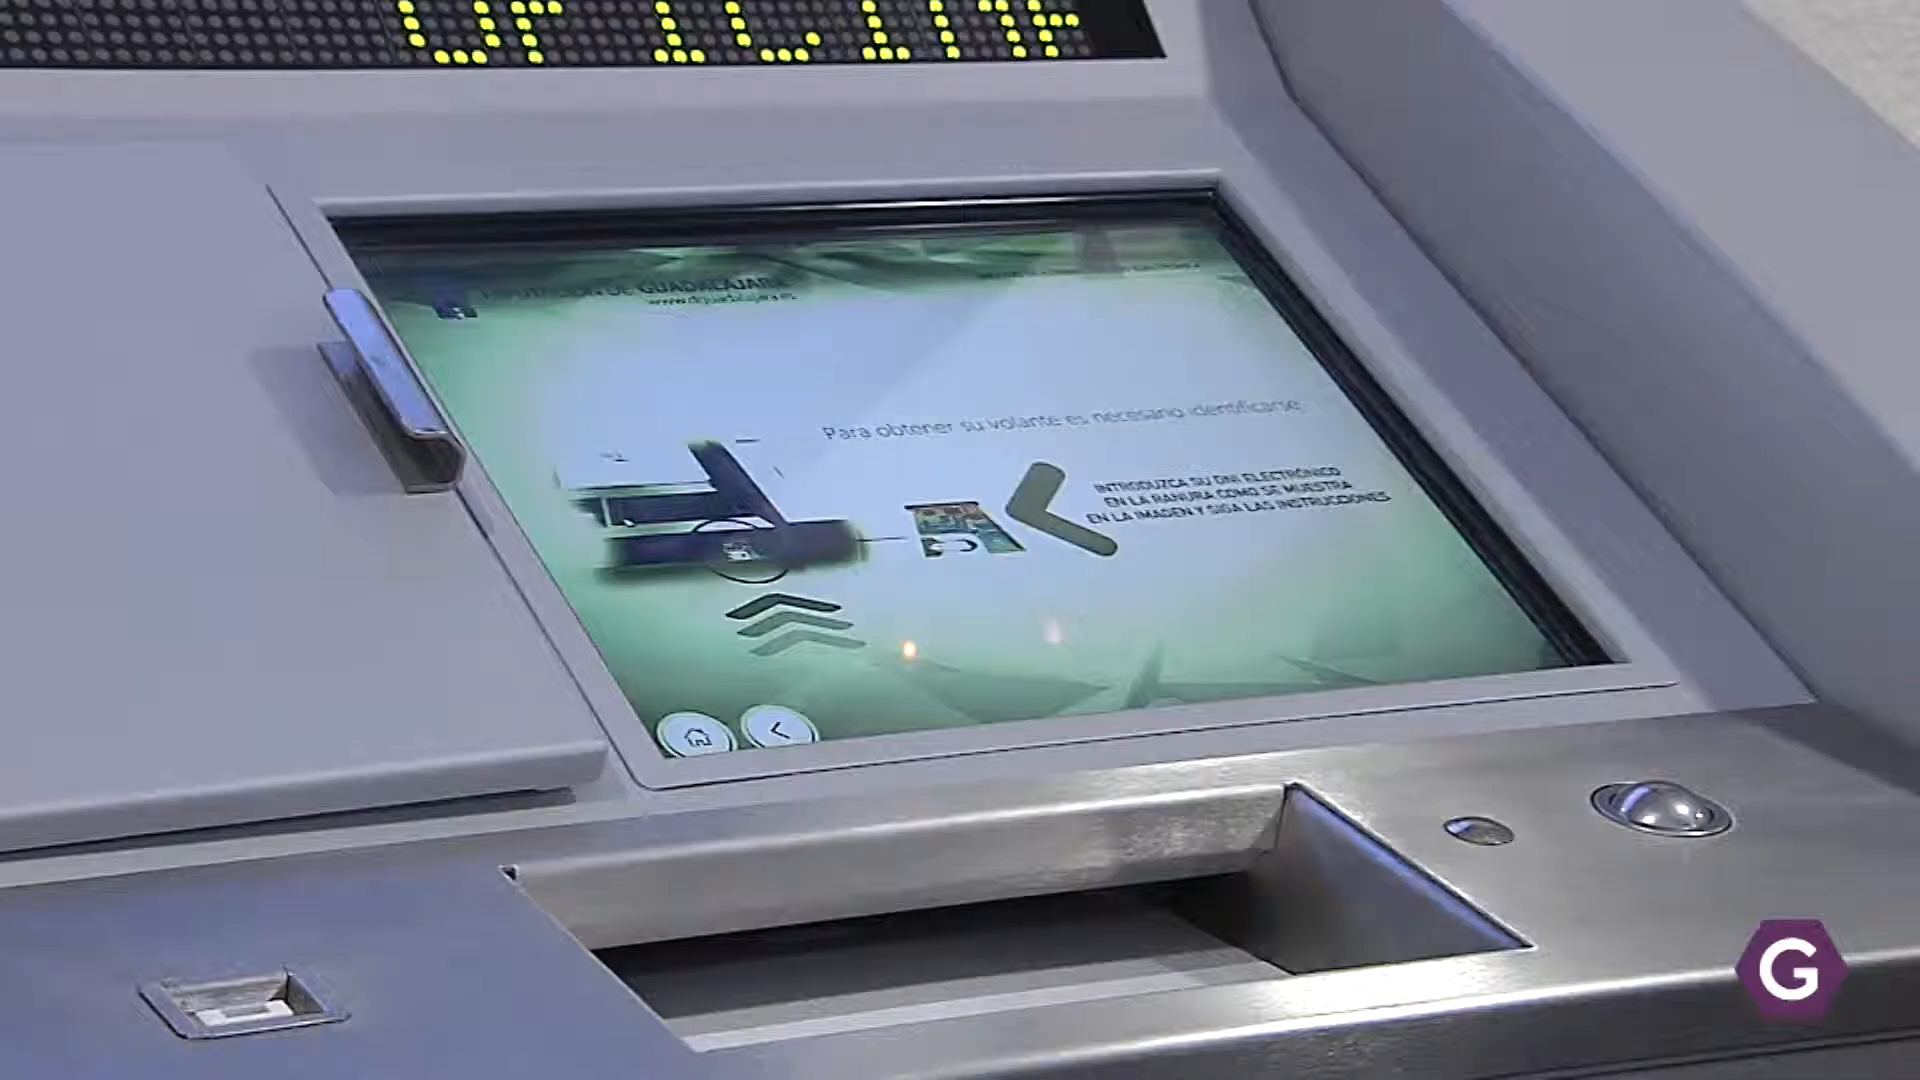 DE GUADALAJARA
www.dguadalajara.es
Para obtener su volante es necesario identificarse
INTRODUZCA SU DNI ELECTRÓNICO
EN LA RANURA COMO SE MUESTRA
EN LA IMAGEN Y SIGA LAS INSTRUCCIONES
G